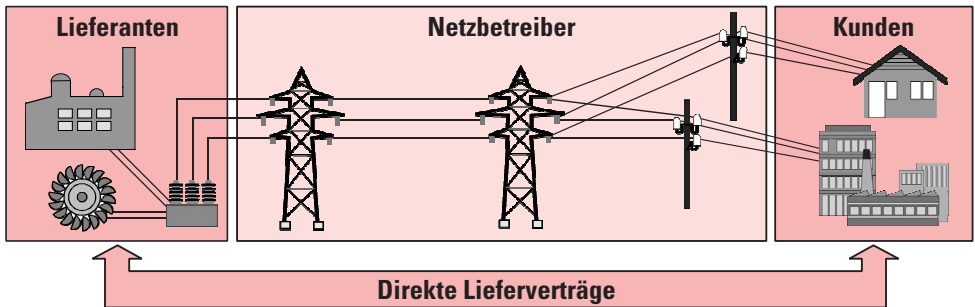 Lieferanten
Netzbetreiber
Kunden
Direkte Lieferverträge